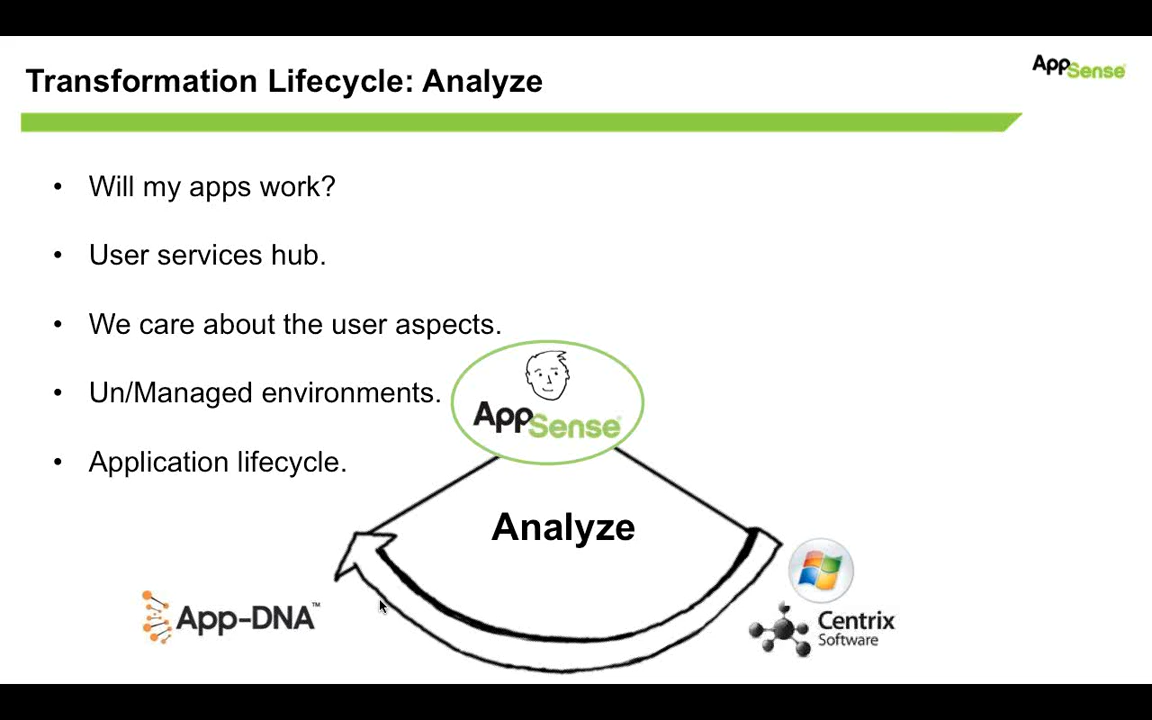 Transformation Lifecycle: Analyze
AppSense
• Will my apps work?
• User services hub.
• We care about the user aspects.
• Un/Managed environments.
• Application lifecycle.
AppSense
Analyze
App-DNA™
Centrix
Software